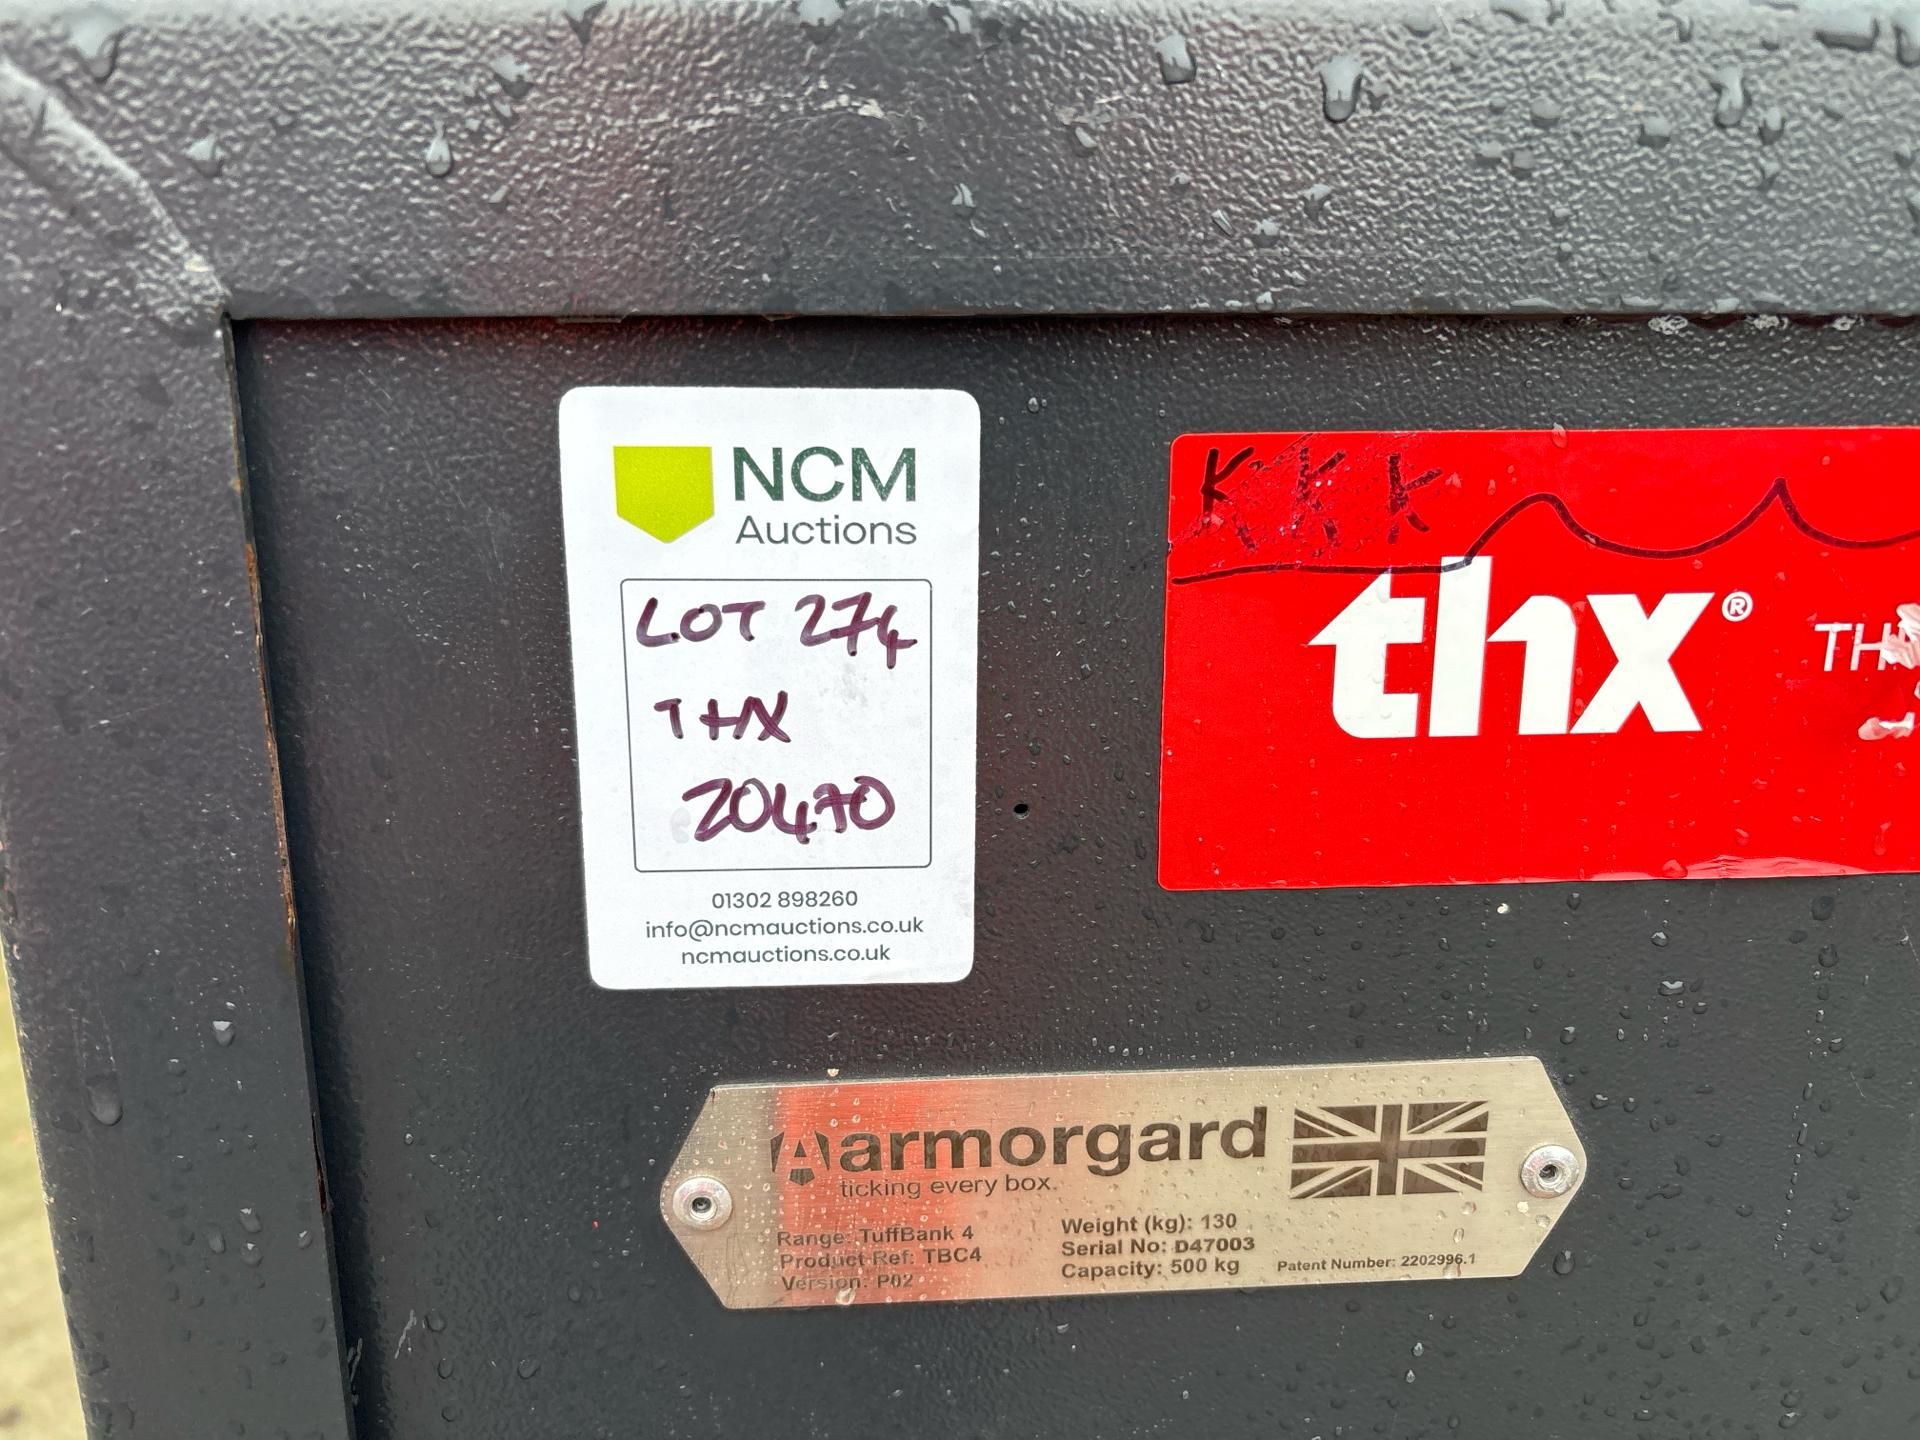 NCM
Auctions
LOT 274
THX
20470
01302 898260
info@ncmauctions.co.uk
ncmauctions.co.uk
K K K
thx®
armorgard
ticking every box.
Range: TuffBank 4
Product Ref: TBC4
Version: P02
Weight (kg): 130
Serial No: D47003
Capacity: 500 kg
Patent Number: 2202996.1